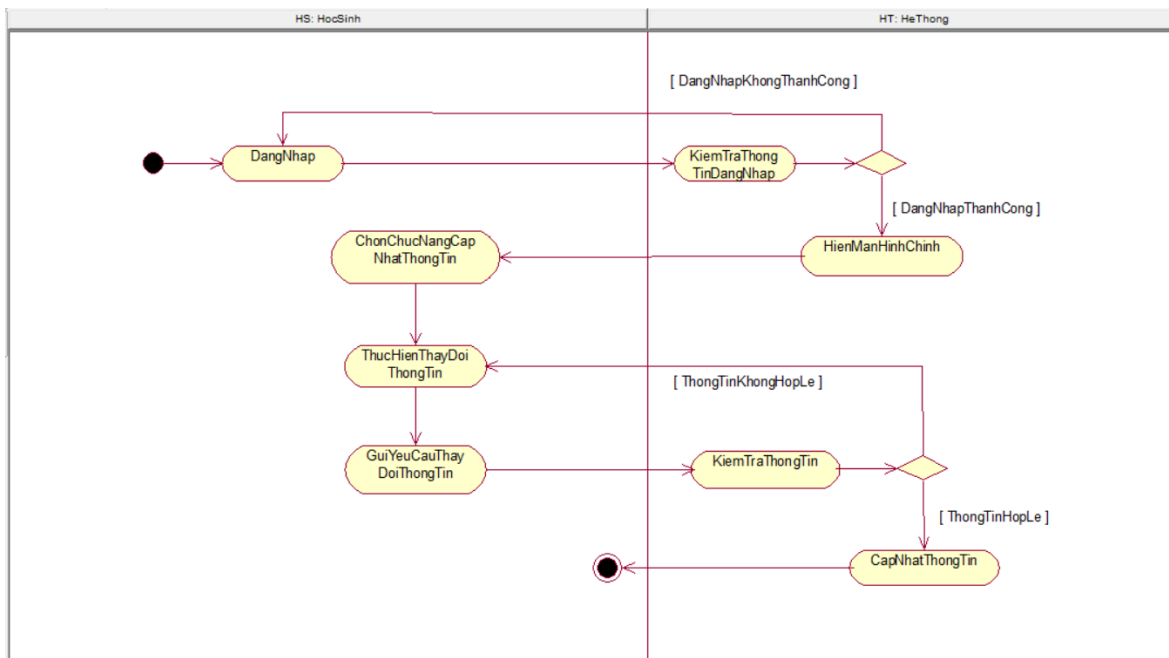 HS: HocSinh
HT: HeThong
[ DangNhapKhongThanhCong ]
DangNhap
KiemTraThong
TinDangNhap
[ DangNhapThanhCong ]
ChonChucNangCap
NhatThongTin
HienManHinhChinh
ThucHienThayDoi
ThongTin
[ ThongTinKhongHopLe ]
GuiYeuCauThay
DoiThongTin
KiemTraThongTin
[ ThongTinHopLe ]
CapNhatThongTin